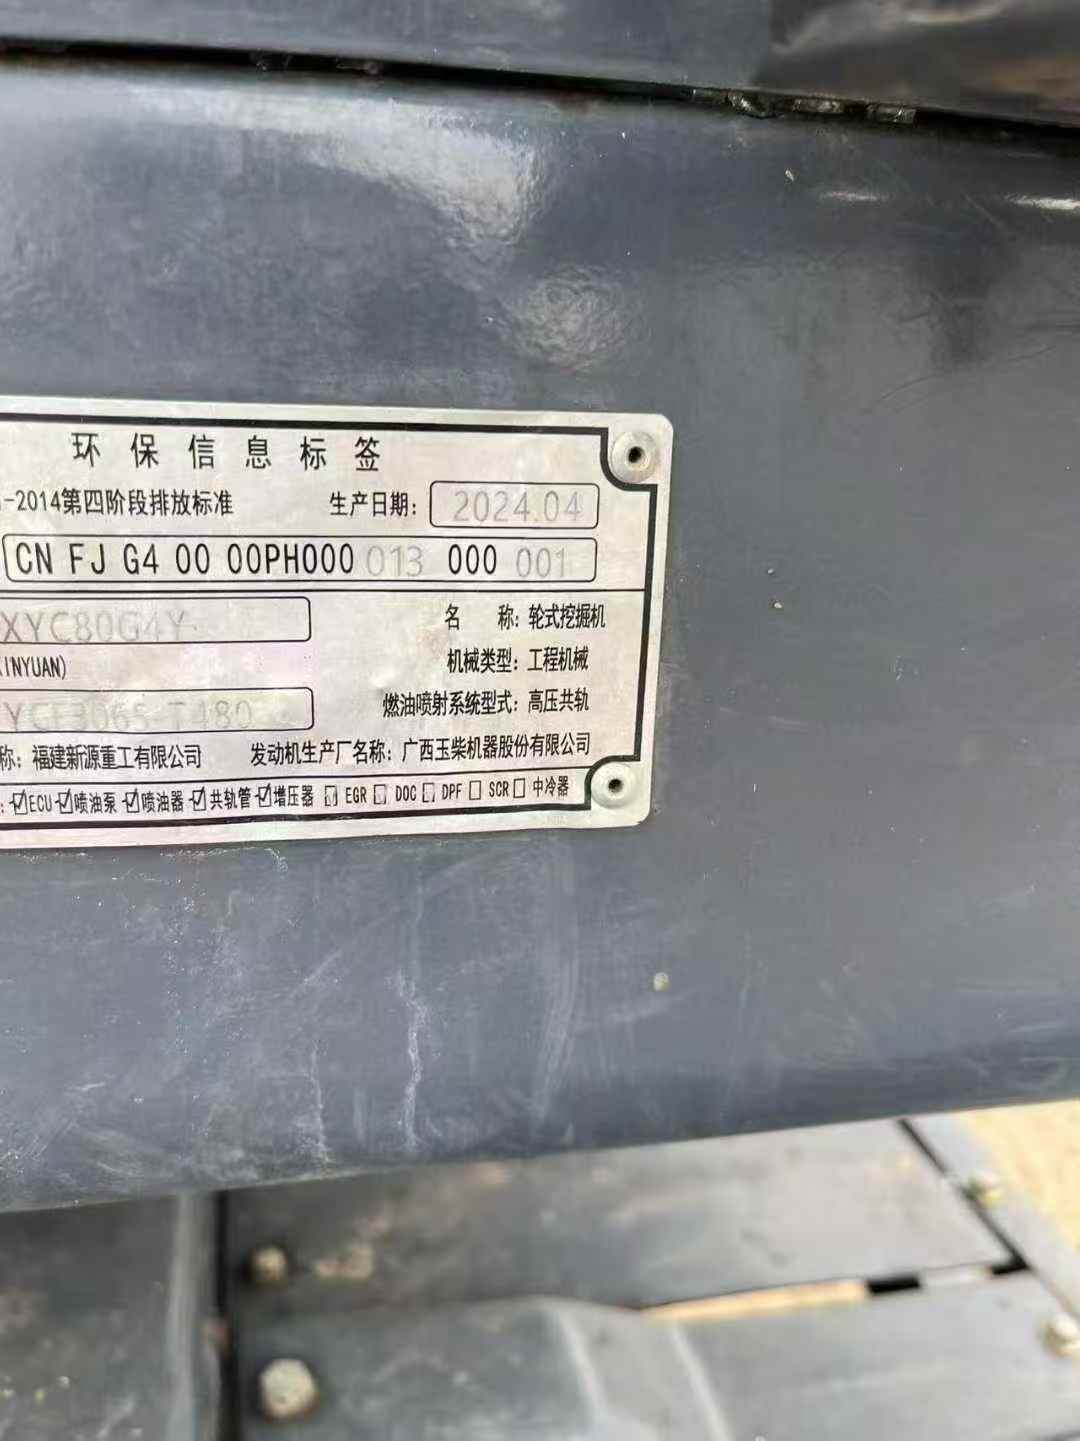 环保信息标签
-2014第四阶段排放标准 生产日期: 2024.04
CN FJ G4 00 00PH000 013 000 001
XYC80G4Y 名 称: 轮式挖掘机
INYUAN) 机械类型: 工程机械
T480 燃油喷射系统型式: 高压共轨
称: 福建新源重工有限公司 发动机生产厂名称: 广西玉柴机器股份有限公司
: ☑ECU ☑喷油泵 ☑喷油器 ☑共轨管 ☑增压器 ☐ EGR ☐ DOC ☐ DPF ☐ SCR ☐ 中冷器